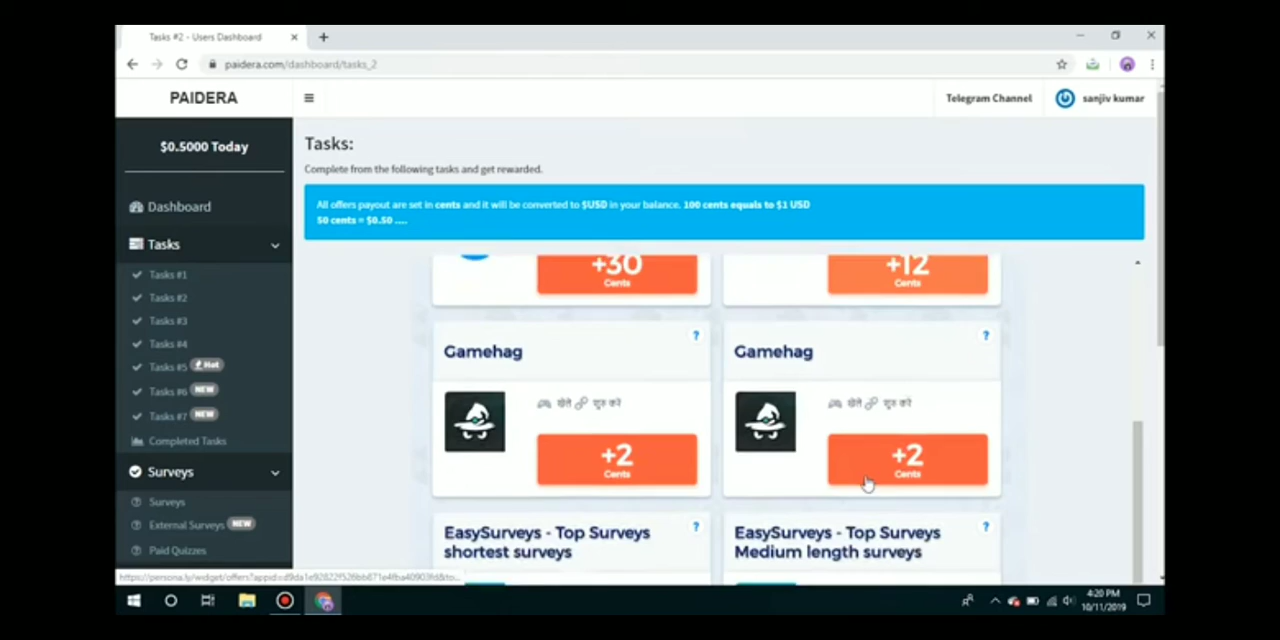 Tasks #2 - Users Dashboard
paidera.com/dashboard/tasks_2
PAIDERA
Telegram Channel
sanjiv kumar
$0.5000 Today
Dashboard
Tasks
Tasks #1
Tasks #2
Tasks #3
Tasks #4
Tasks #5 Hot
Tasks #6 NEW
Tasks #7 NEW
Completed Tasks
Surveys
Surveys
External Surveys NEW
Paid Quizzes
Tasks:
Complete from the following tasks and get rewarded.
All offers payout are set in cents and it will be converted to $USD in your balance. 100 cents equals to $1 USD
50 cents = $0.50 ....
+30
Cents
+12
Cents
Gamehag
?
खेले शुरु करे
+2
Cents
Gamehag
?
खेले शुरु करे
+2
Cents
EasySurveys - Top Surveys
shortest surveys
?
EasySurveys - Top Surveys
Medium length surveys
?
4:20 PM
10/11/2019